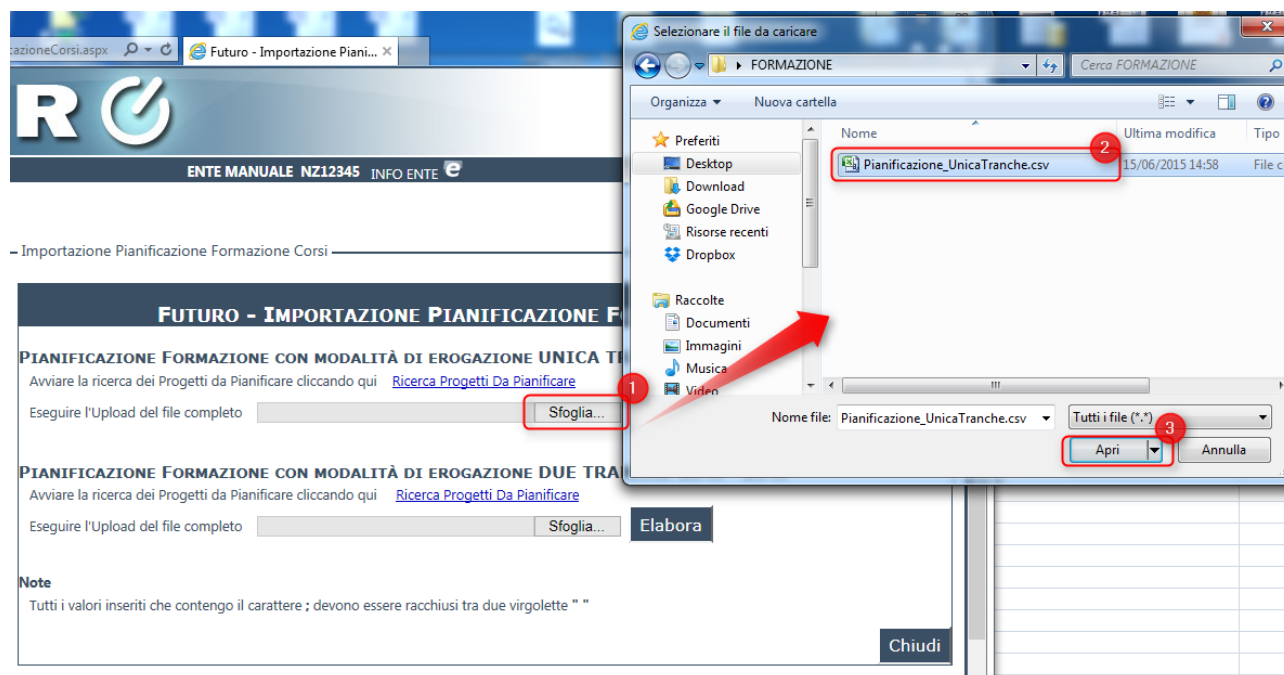 azioneCorsi.aspx
Futuro - Importazione Piani...
Selezionare il file da caricare
FORMAZIONE
Cerca FORMAZIONE
Organizza
Nuova cartella
R
ENTE MANUALE NZ12345 INFO ENTE
Preferiti
Desktop
Download
Google Drive
Risorse recenti
Dropbox
Raccolte
Documenti
Immagini
Musica
Video
Nome
Ultima modifica
Tipo
2
Pianificazione_UnicaTranche.csv
15/06/2015 14:58
File c
Nome file:
Pianificazione_UnicaTranche.csv
Tutti i file (*.*)
3
Apri
Annulla
Importazione Pianificazione Formazione Corsi
FUTURO - IMPORTAZIONE PIANIFICAZIONE F
PIANIFICAZIONE FORMAZIONE CON MODALITÀ DI EROGAZIONE UNICA T
Avviare la ricerca dei Progetti da Pianificare cliccando qui Ricerca Progetti Da Pianificare
1
Eseguire l'Upload del file completo
Sfoglia...
PIANIFICAZIONE FORMAZIONE CON MODALITÀ DI EROGAZIONE DUE TRA
Avviare la ricerca dei Progetti da Pianificare cliccando qui Ricerca Progetti Da Pianificare
Eseguire l'Upload del file completo
Sfoglia...
Elabora
Note
Tutti i valori inseriti che contengo il carattere ; devono essere racchiusi tra due virgolette " "
Chiudi